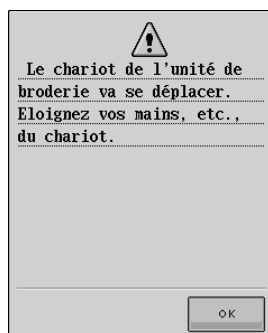 Le chariot de l'unité de
broderie va se déplacer.
Eloignez vos mains, etc.,
du chariot.
OK